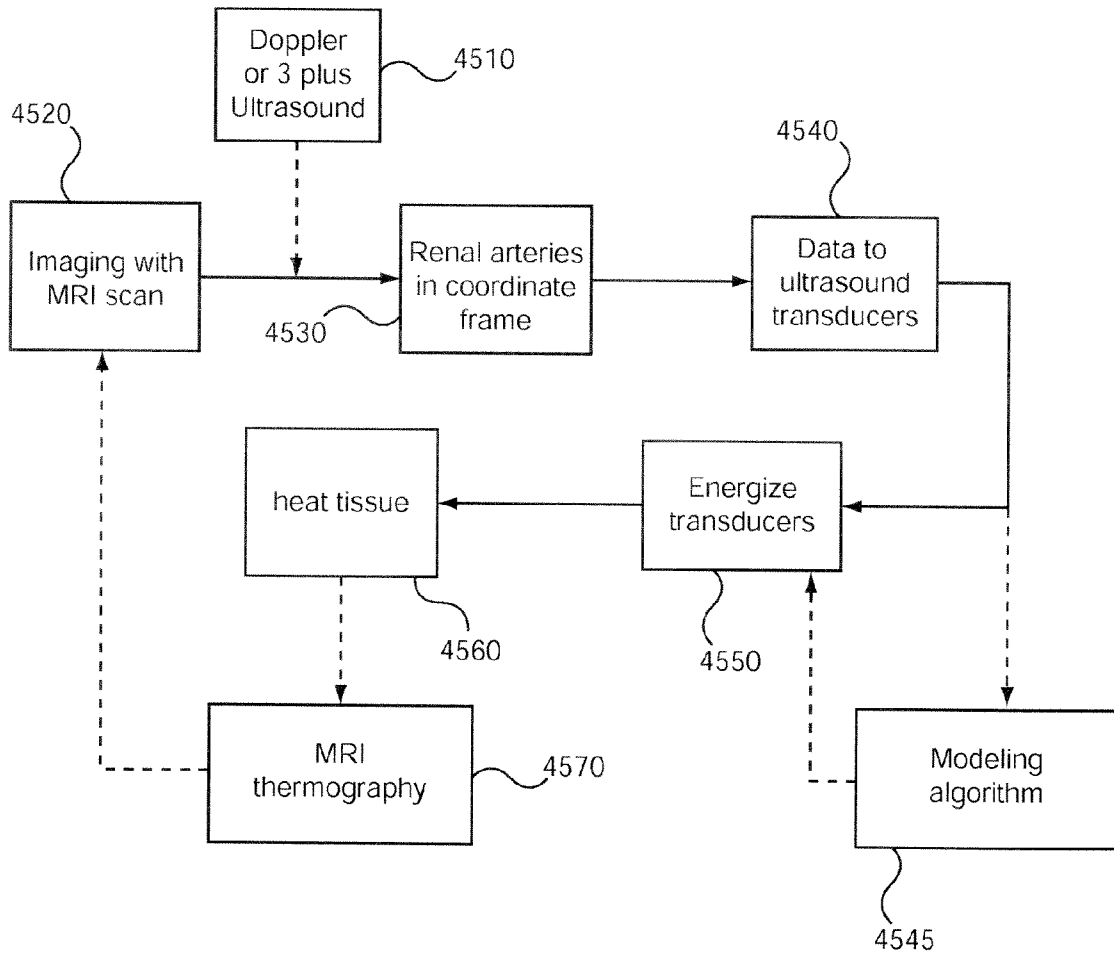 Doppler
or 3 plus
Ultrasound
4510
4520
4540
Imaging with
MRI scan
Renal arteries
in coordinate
frame
4530
Data to
ultrasound
transducers
heat tissue
Energize
transducers
4560
4550
MRI
thermography
4570
Modeling
algorithm
4545